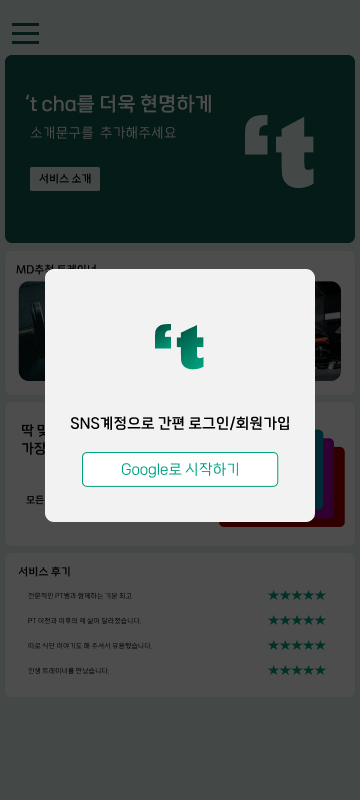 ‘t cha를 더욱 현명하게
소개문구를 추가해주세요
서비스 소개
MD추천 트레이너
‘t
SNS계정으로 간편 로그인/회원가입
Google로 시작하기
딱 맞
가장
모든
서비스 후기
전문적인 PT쌤과 함께하는 기분 최고
PT 이전과 이후의 제 삶이 달라졌습니다.
따로 식단 이야기도 해 주셔서 유용했습니다.
인생 트레이너를 만났습니다.